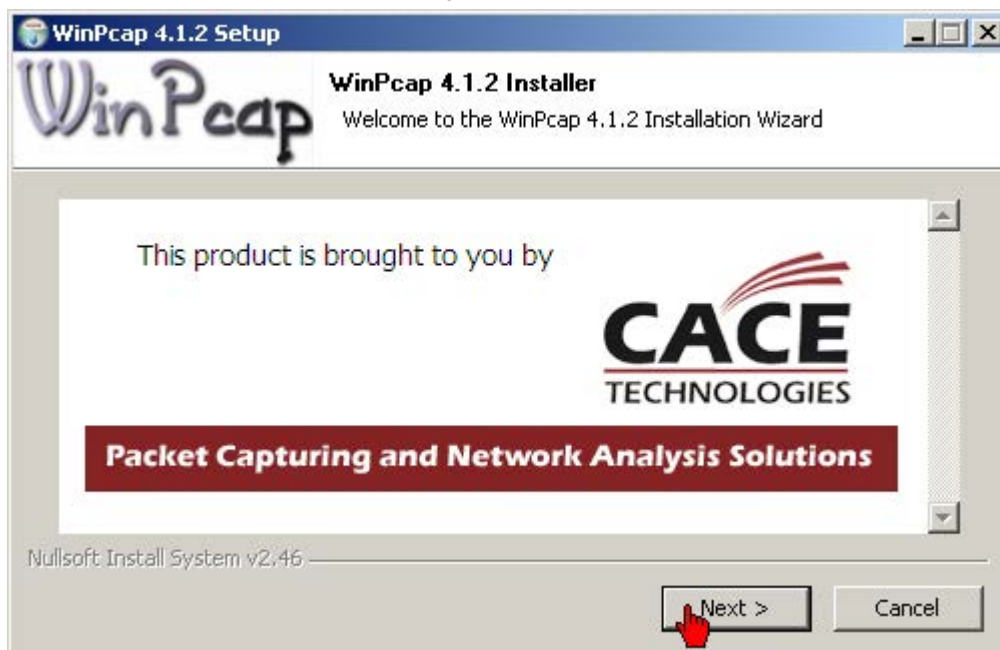 WinPcap 4.1.2 Setup
WinPcap
WinPcap 4.1.2 Installer
Welcome to the WinPcap 4.1.2 Installation Wizard
This product is brought to you by
CACE
TECHNOLOGIES
Packet Capturing and Network Analysis Solutions
Nullsoft Install System v2.46
Next >
Cancel